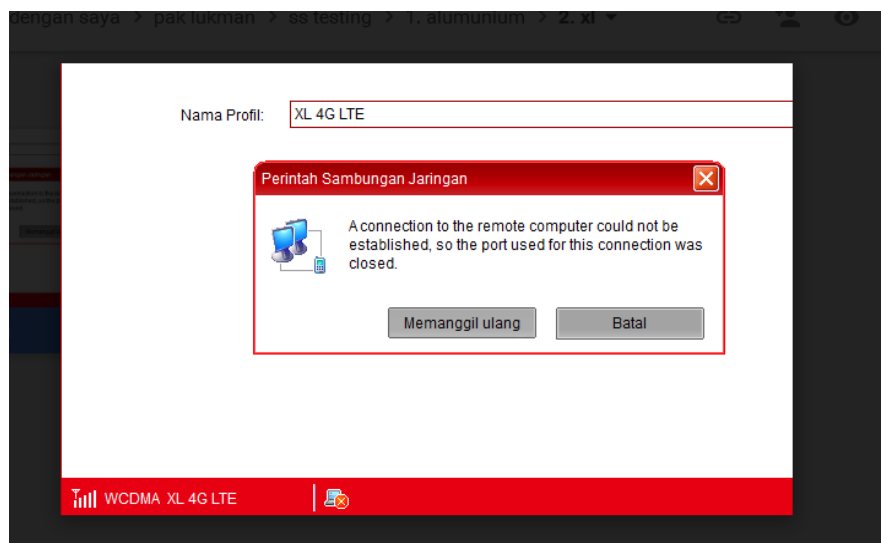 dengan saya > pak lukman > ss testing > 1. alumunium > 2. xl
Nama Profil: XL 4G LTE
Perintah Sambungan Jaringan
A connection to the remote computer could not be
established, so the port used for this connection was
closed.
Memanggil ulang Batal
WCDMA XL 4G LTE